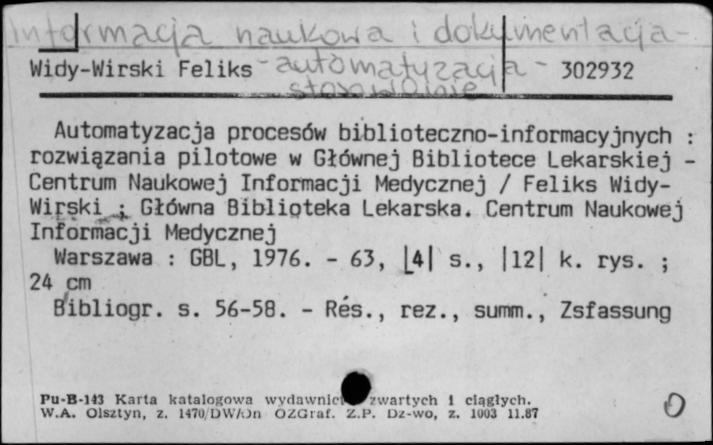 Informacja naukowa i dokumentacja -
Widy-Wirski Feliks - automatyzacja - 302932
stosowanie
Automatyzacja procesów biblioteczno-informacyjnych :
rozwiązania pilotowe w Głównej Bibliotece Lekarskiej -
Centrum Naukowej Informacji Medycznej / Feliks Widy-
Wirski ; Główna Biblioteka Lekarska. Centrum Naukowej
Informacji Medycznej
Warszawa : GBL, 1976. - 63, |4| s., |12| k. rys. ;
24 cm
Bibliogr. s. 56-58. - Rés., rez., summ., Zsfassung
Pu-B-143 Karta katalogowa wydawnict zwartych i ciągłych.
W.A. Olsztyn, z. 1470/DW/Jn OZGraf. Z.P. Dz-wo, z. 1003 11.87